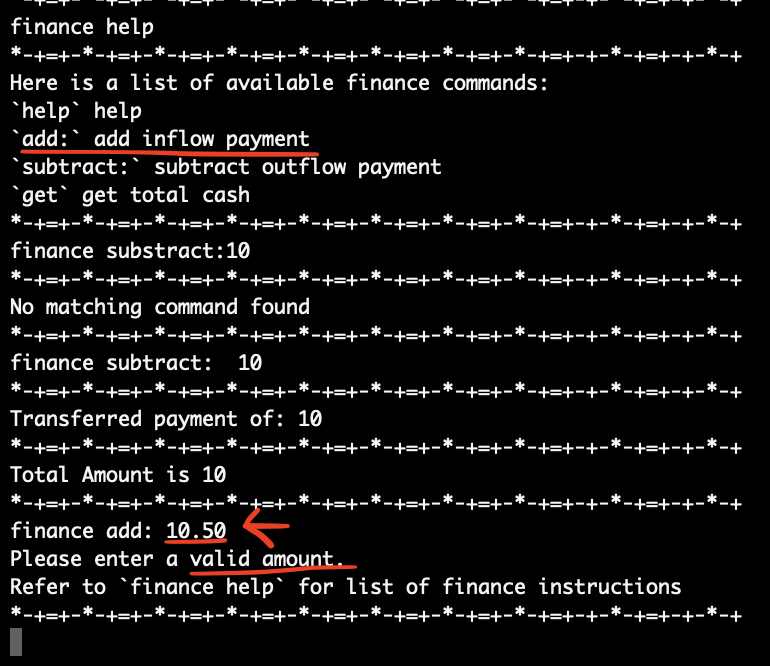 *-+=+-*-+=+-*-+=+-*-+=+-*-+=+-*-+=+-*-+=+-*-+=+-*-+=+-*-+=+-*
finance help
*-+=+-*-+=+-*-+=+-*-+=+-*-+=+-*-+=+-*-+=+-*-+=+-*-+=+-*-+=+-*-+
Here is a list of available finance commands:
`help` help
`add:` add inflow payment
`subtract:` subtract outflow payment
`get` get total cash
*-+=+-*-+=+-*-+=+-*-+=+-*-+=+-*-+=+-*-+=+-*-+=+-*-+=+-*-+=+-*-+
finance substract:10
*-+=+-*-+=+-*-+=+-*-+=+-*-+=+-*-+=+-*-+=+-*-+=+-*-+=+-*-+=+-*-+
No matching command found
*-+=+-*-+=+-*-+=+-*-+=+-*-+=+-*-+=+-*-+=+-*-+=+-*-+=+-*-+=+-*-+
finance subtract:  10
*-+=+-*-+=+-*-+=+-*-+=+-*-+=+-*-+=+-*-+=+-*-+=+-*-+=+-*-+=+-*-+
Transferred payment of: 10
*-+=+-*-+=+-*-+=+-*-+=+-*-+=+-*-+=+-*-+=+-*-+=+-*-+=+-*-+=+-*-+
Total Amount is 10
*-+=+-*-+=+-*-+=+-*-+=+-*-+=+-*-+=+-*-+=+-*-+=+-*-+=+-*-+=+-*-+
finance add: 10.50
Please enter a valid amount.
Refer to `finance help` for list of finance instructions
*-+=+-*-+=+-*-+=+-*-+=+-*-+=+-*-+=+-*-+=+-*-+=+-*-+=+-*-+=+-*-+